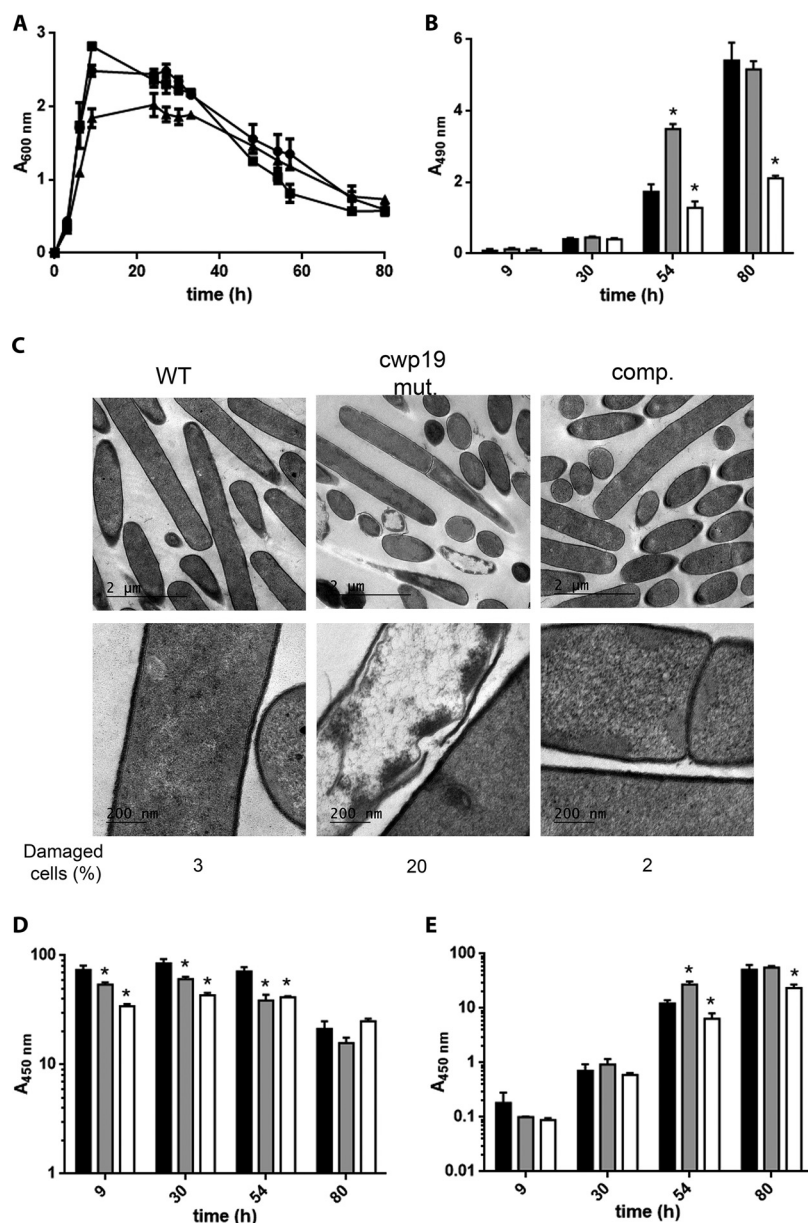 A
3
2
1
0
A600 nm
0 20 40 60 80
time (h)
B
6
4
2
0
A490 nm
*
*
*
9 30 54 80
time (h)
C
WT
cwp19
mut.
comp.
2 µm
2 µm
2 µm
200 nm
200 nm
200 nm
Damaged
cells (%)
3
20
2
D
100
10
1
A450 nm
* * * * * *
9 30 54 80
time (h)
E
100
10
1
0.1
0.01
A450 nm
* * *
9 30 54 80
time (h)